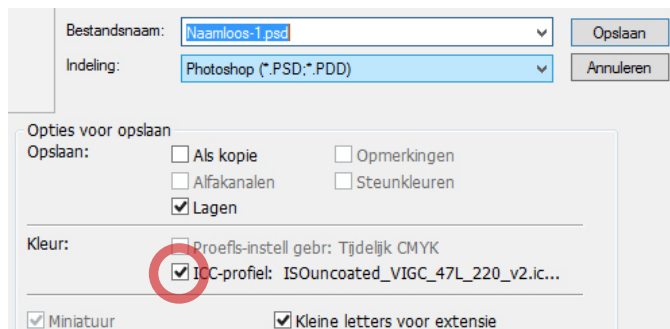 Bestandsnaam: Naamloos-1.psd Opslaan
Indeling: Photoshop (*.PSD;*.PDD) Annuleren
Opties voor opslaan
Opslaan: Als kopie Opmerkingen
Alfakanalen Steunkleuren
Lagen
Kleur: Proefls-instell gebr: Tijdelijk CMYK
ICC-profiel: ISOuncoated_VIGC_47L_220_v2.ic...
Miniatuur Kleine letters voor extensie